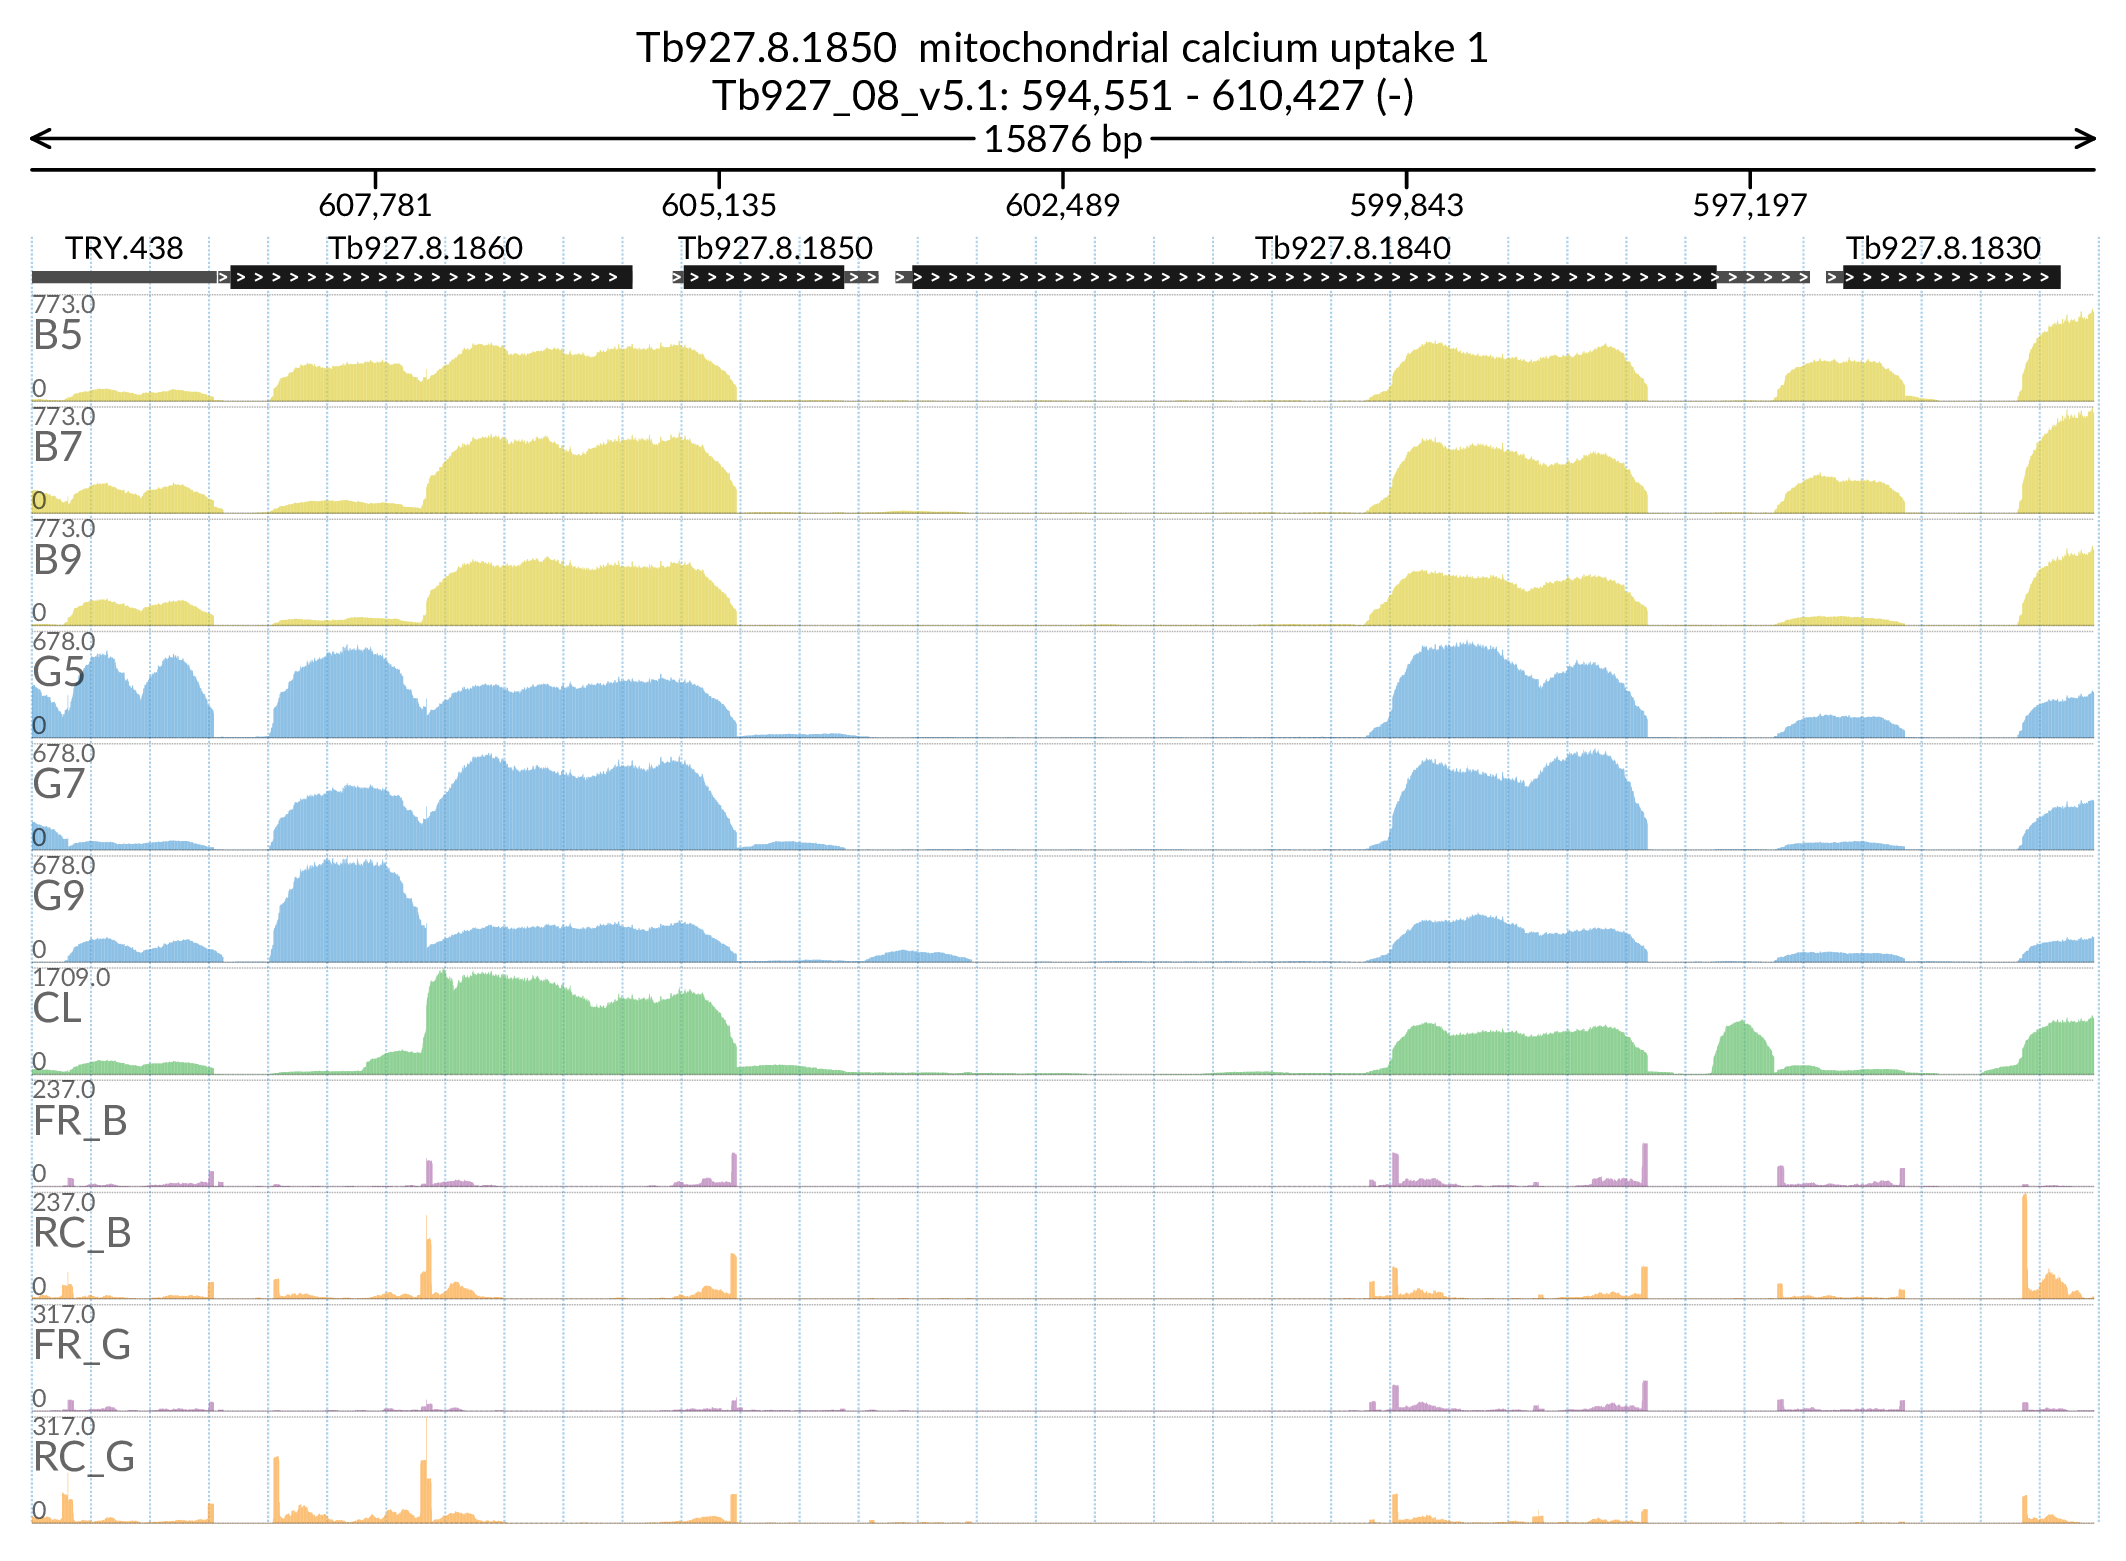 Tb927.8.1850  mitochondrial calcium uptake 1
Tb927_08_v5.1: 594,551 - 610,427 (-)
15876 bp
607,781 605,135 602,489 599,843 597,197
TRY.438 Tb927.8.1860 Tb927.8.1850 Tb927.8.1840 Tb927.8.1830
773.0
B5
0
773.0
B7
0
773.0
B9
0
678.0
G5
0
678.0
G7
0
678.0
G9
0
1709.0
CL
0
237.0
FR_B
0
237.0
RC_B
0
317.0
FR_G
0
317.0
RC_G
0